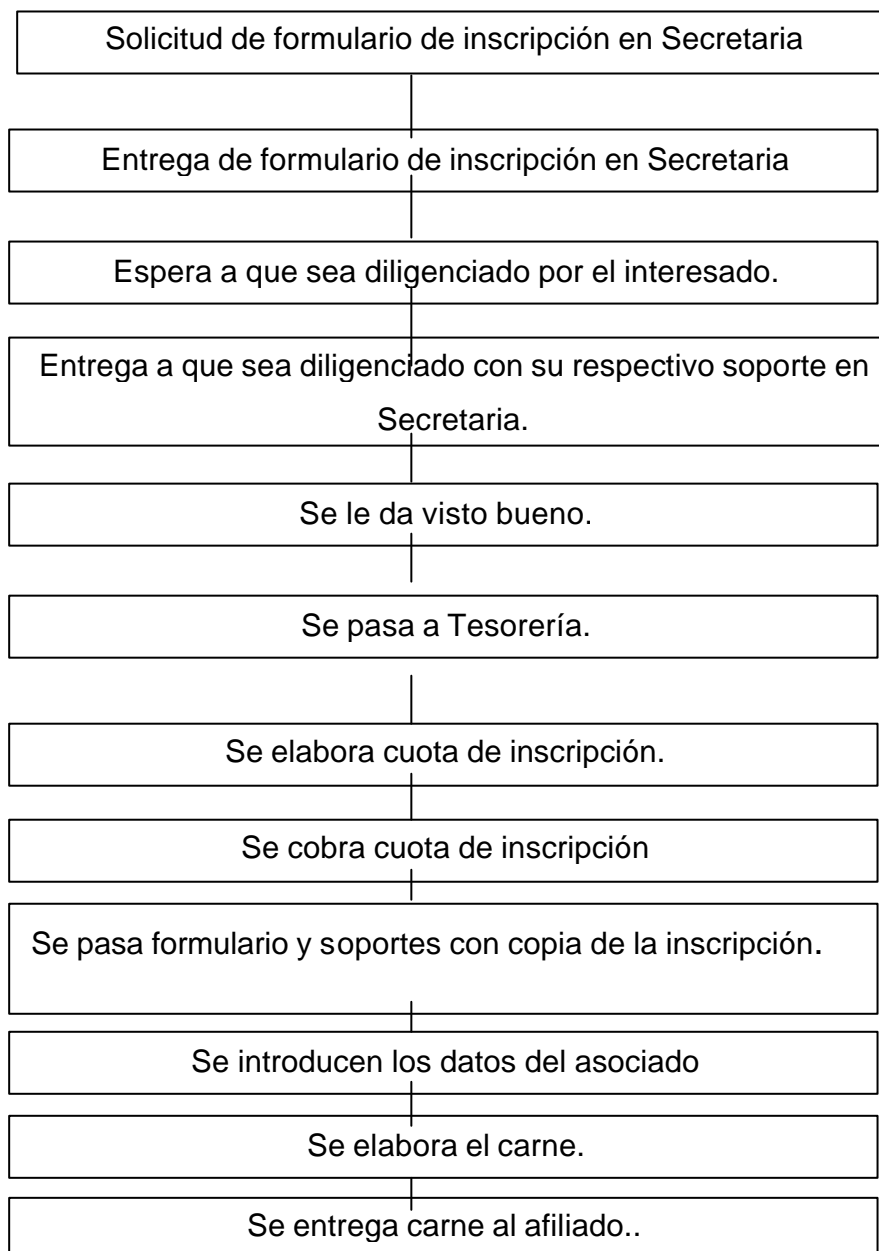 Solicitud de formulario de inscripción en Secretaria
Entrega de formulario de inscripción en Secretaria
Espera a que sea diligenciado por el interesado.
Entrega a que sea diligenciado con su respectivo soporte en
Secretaria.
Se le da visto bueno.
Se pasa a Tesorería.
Se elabora cuota de inscripción.
Se cobra cuota de inscripción
Se pasa formulario y soportes con copia de la inscripción.
Se introducen los datos del asociado
Se elabora el carne.
Se entrega carne al afiliado..